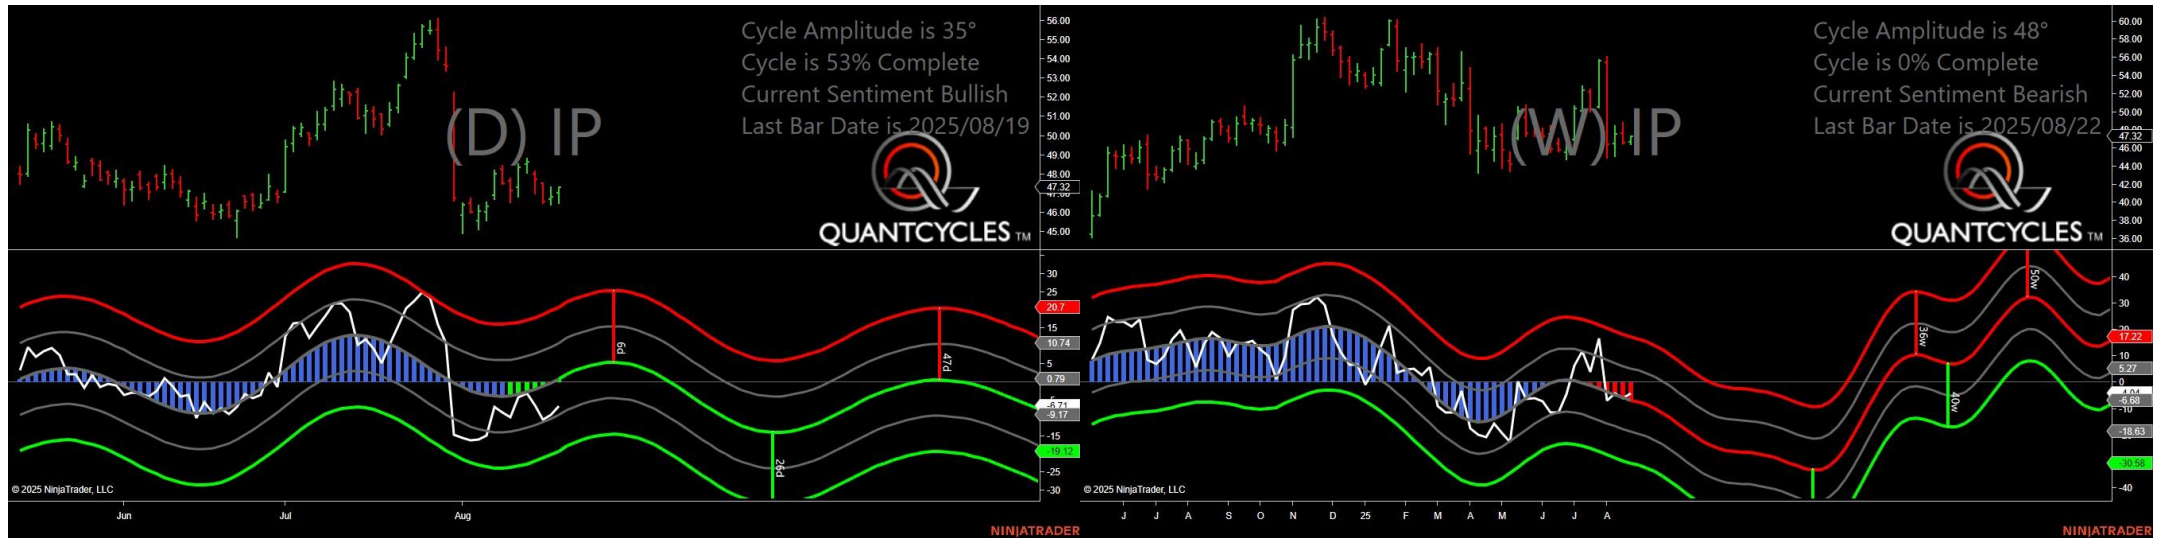 Cycle Amplitude is 35°
Cycle is 53% Complete
Current Sentiment Bullish
Last Bar Date is 2025/08/19
(D) IP
QUANTCYCLES TM
56.00
55.00
54.00
53.00
52.00
51.00
50.00
49.00
48.00
47.32
46.00
45.00
30
25
20.7
15
10.74
5
0.79
-6.71
-9.17
-15
-19.12
-25
-30
6d
26d
47d
© 2025 NinjaTrader, LLC
Jun
Jul
Aug
NINJATRADER
Cycle Amplitude is 48°
Cycle is 0% Complete
Current Sentiment Bearish
Last Bar Date is 2025/08/22
(W) IP
QUANTCYCLES TM
60.00
58.00
56.00
54.00
52.00
50.00
47.32
46.00
44.00
42.00
40.00
38.00
36.00
40
30
17.22
10
5.27
0
-6.68
-18.63
-30.58
-40
36w
40w
50w
© 2025 NinjaTrader, LLC
J
J
A
S
O
N
D
25
F
M
A
M
J
J
A
NINJATRADER